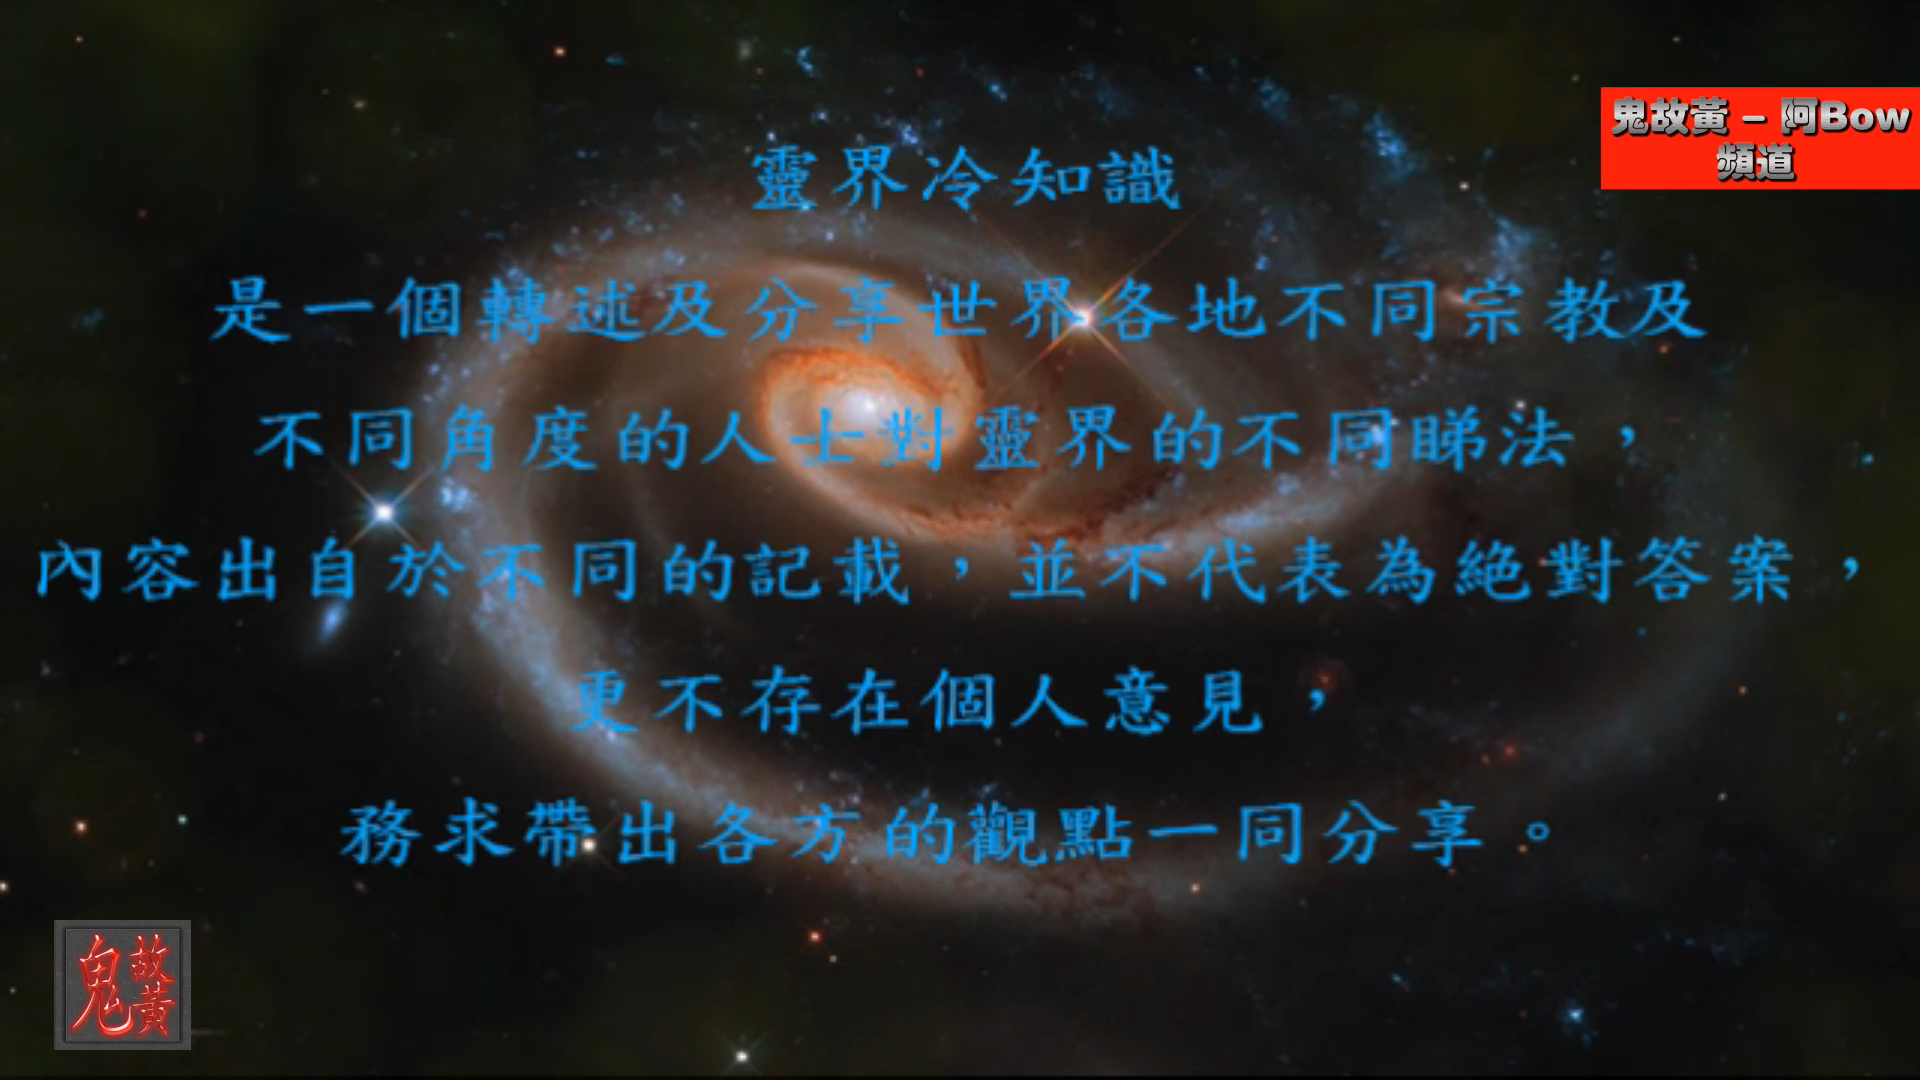 鬼故黃 – 阿Bow
頻道
靈界冷知識
是一個轉述及分享世界各地不同宗教及
不同角度的人士對靈界的不同睇法，
內容出自於不同的記載，並不代表為絕對答案，
更不存在個人意見，
務求帶出各方的觀點一同分享。
鬼故黃